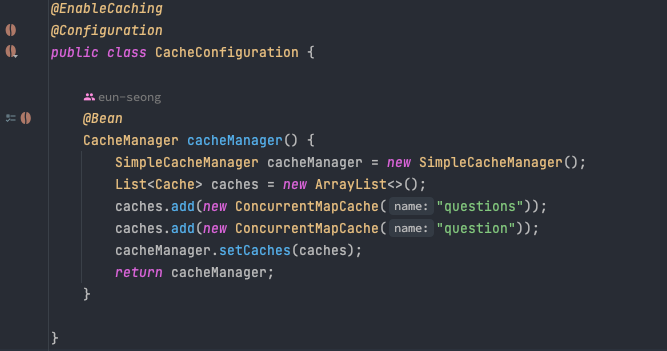 @EnableCaching
@Configuration
public class CacheConfiguration {
eun-seong
@Bean
CacheManager cacheManager() {
SimpleCacheManager cacheManager = new SimpleCacheManager();
List<Cache> caches = new ArrayList<>();
caches.add(new ConcurrentMapCache( name: "questions"));
caches.add(new ConcurrentMapCache( name: "question"));
cacheManager.setCaches(caches);
return cacheManager;
}
}